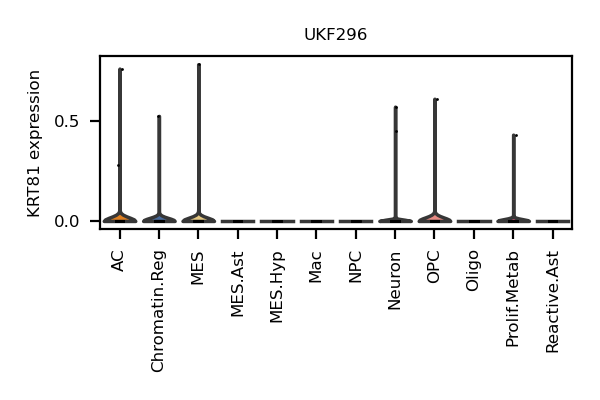 UKF296
KRT81 expression
0.5
0.0
AC
Chromatin.Reg
MES
MES.Ast
MES.Hyp
Mac
NPC
Neuron
OPC
Oligo
Prolif.Metab
Reactive.Ast